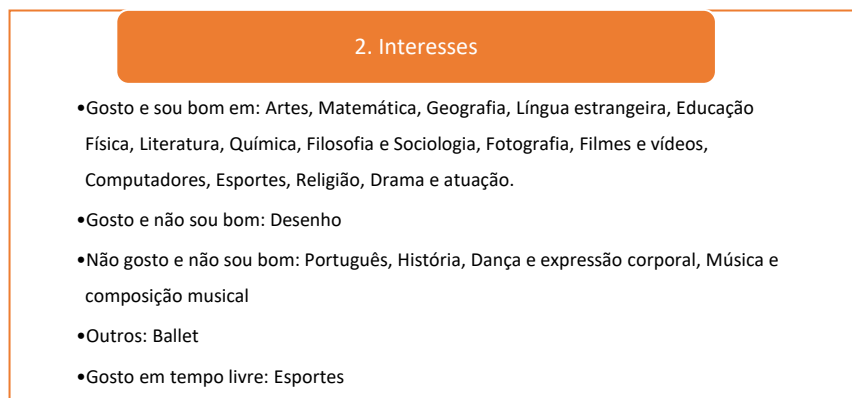 2. Interesses
•Gosto e sou bom em: Artes, Matemática, Geografia, Língua estrangeira, Educação
Física, Literatura, Química, Filosofia e Sociologia, Fotografia, Filmes e vídeos,
Computadores, Esportes, Religião, Drama e atuação.
•Gosto e não sou bom: Desenho
•Não gosto e não sou bom: Português, História, Dança e expressão corporal, Música e
composição musical
•Outros: Ballet
•Gosto em tempo livre: Esportes